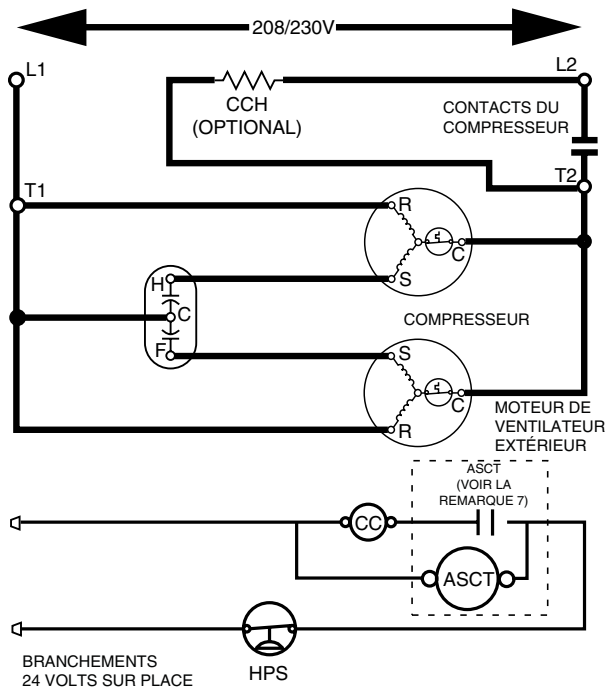 208/230V
L1
L2
CCH
(OPTIONAL)
CONTACTS DU
COMPRESSEUR
T1
T2
R
C
S
H
C
F
COMPRESSEUR
S
C
R
MOTEUR DE
VENTILATEUR
EXTÉRIEUR
ASCT
(VOIR LA
REMARQUE 7)
CC
ASCT
HPS
BRANCHEMENTS
24 VOLTS SUR PLACE